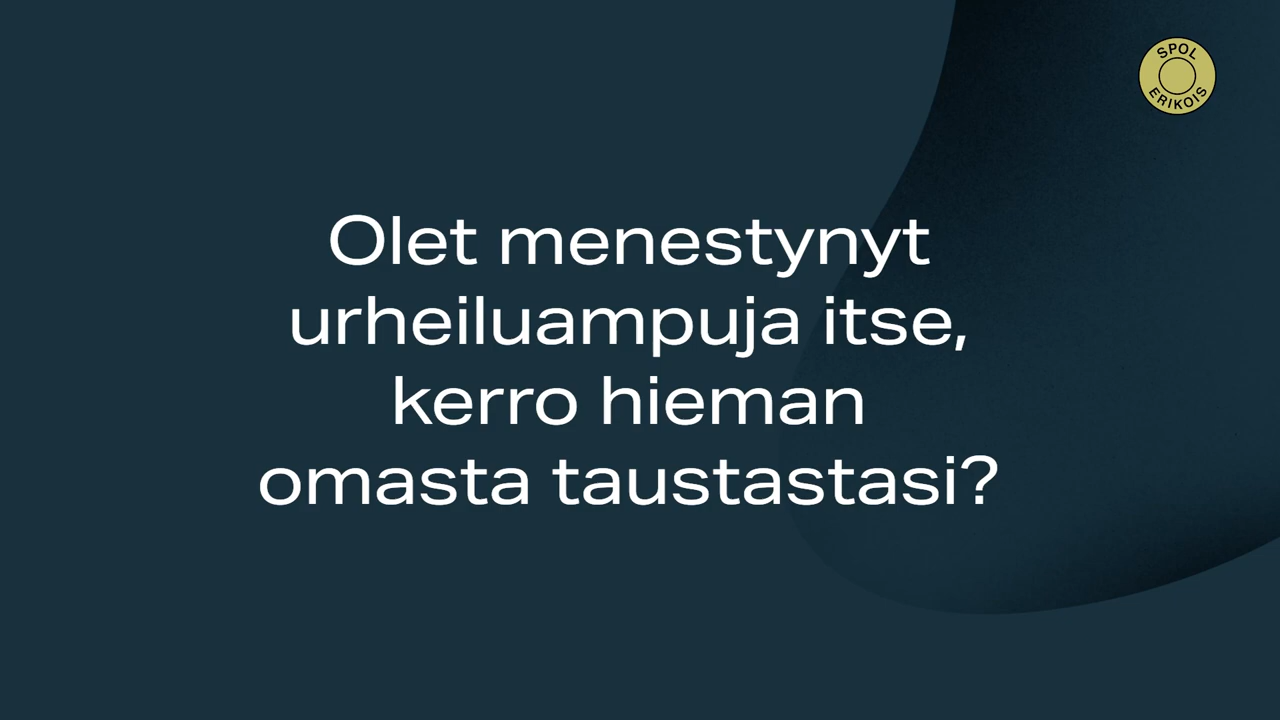 SPOL
ERIKOIS
Olet menestynyt
urheiluampuja itse,
kerro hieman
omasta taustastasi?